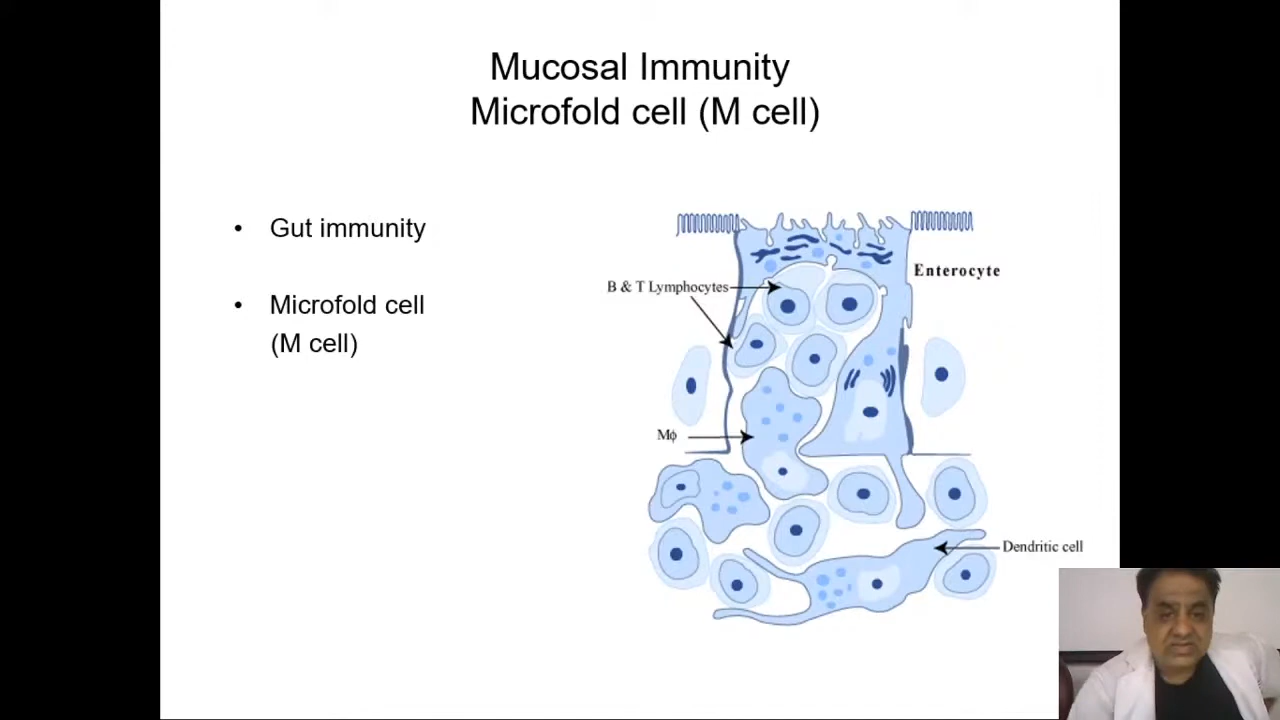 Mucosal Immunity
Microfold cell (M cell)
• Gut immunity
• Microfold cell
(M cell)
Enterocyte
B & T Lymphocytes
Mϕ
Dendritic cell